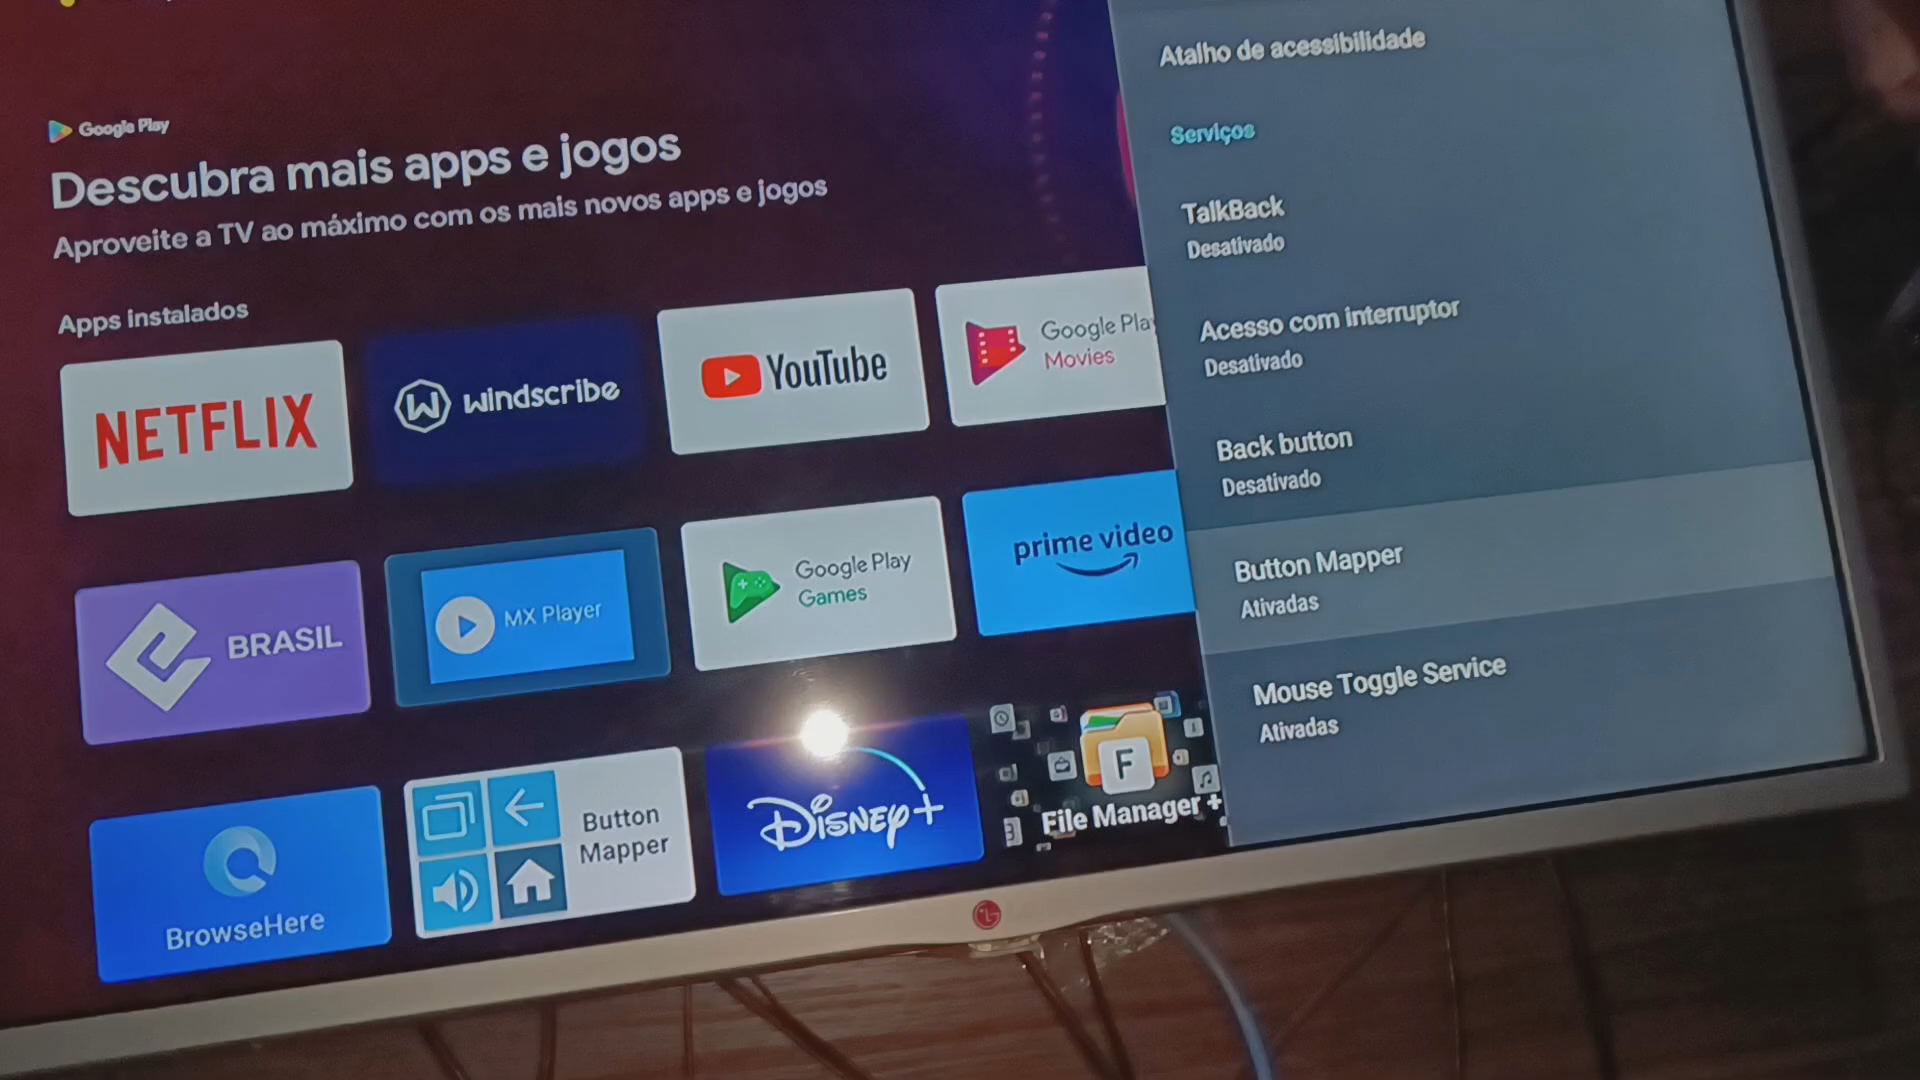 Google Play
Descubra mais apps e jogos
Aproveite a TV ao máximo com os mais novos apps e jogos
Apps instalados
NETFLIX
windscribe
YouTube
Google Pla
Movies
BRASIL
MX Player
Google Play
Games
prime video
BrowseHere
Button
Mapper
Disney+
F
File Manager +
LG
Atalho de acessibilidade
Serviços
TalkBack
Desativado
Acesso com interruptor
Desativado
Back button
Desativado
Button Mapper
Ativadas
Mouse Toggle Service
Ativadas